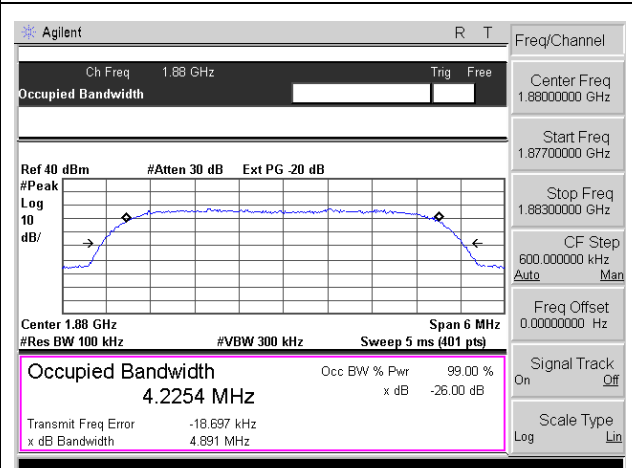 Agilent R T
Ch Freq 1.88 GHz Trig Free
Occupied Bandwidth
Ref 40 dBm #Atten 30 dB Ext PG -20 dB
#Peak
Log
10
dB/
Center 1.88 GHz Span 6 MHz
#Res BW 100 kHz #VBW 300 kHz Sweep 5 ms (401 pts)
Occupied Bandwidth Occ BW % Pwr 99.00 %
4.2254 MHz x dB -26.00 dB
Transmit Freq Error -18.697 kHz
x dB Bandwidth 4.891 MHz
Freq/Channel
Center Freq
1.88000000 GHz
Start Freq
1.87700000 GHz
Stop Freq
1.88300000 GHz
CF Step
600.000000 kHz
Auto Man
Freq Offset
0.00000000 Hz
Signal Track
On Off
Scale Type
Log Lin